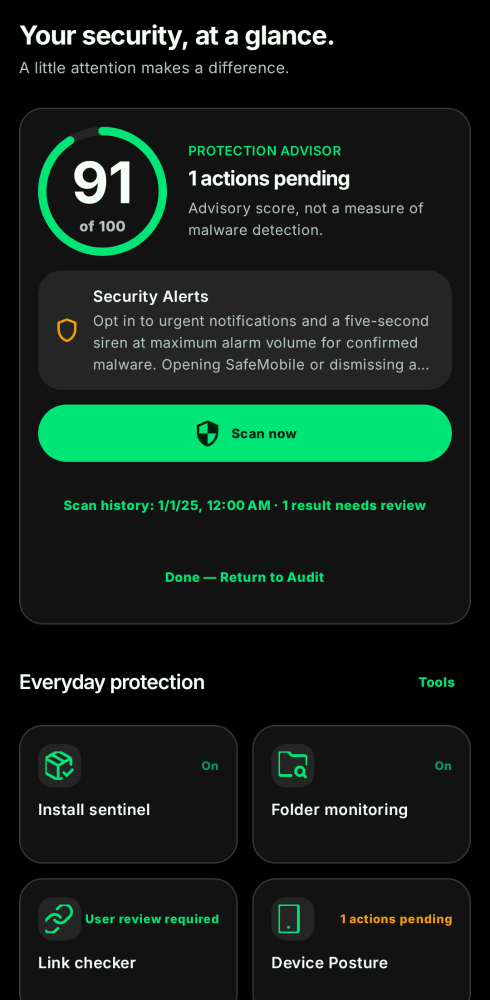 Your security, at a glance.
A little attention makes a difference.
91
of 100
PROTECTION ADVISOR
1 actions pending
Advisory score, not a measure of
malware detection.
Security Alerts
Opt in to urgent notifications and a five-second
siren at maximum alarm volume for confirmed
malware. Opening SafeMobile or dismissing a...
Scan now
Scan history: 1/1/25, 12:00 AM · 1 result needs review
Done — Return to Audit
Everyday protection
Tools
On
Install sentinel
On
Folder monitoring
User review required
Link checker
1 actions pending
Device Posture